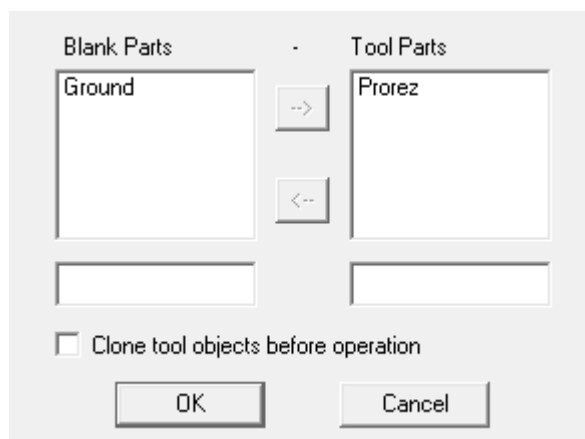 Blank Parts - Tool Parts
Ground Prorez
-->
<--
Clone tool objects before operation
OK Cancel